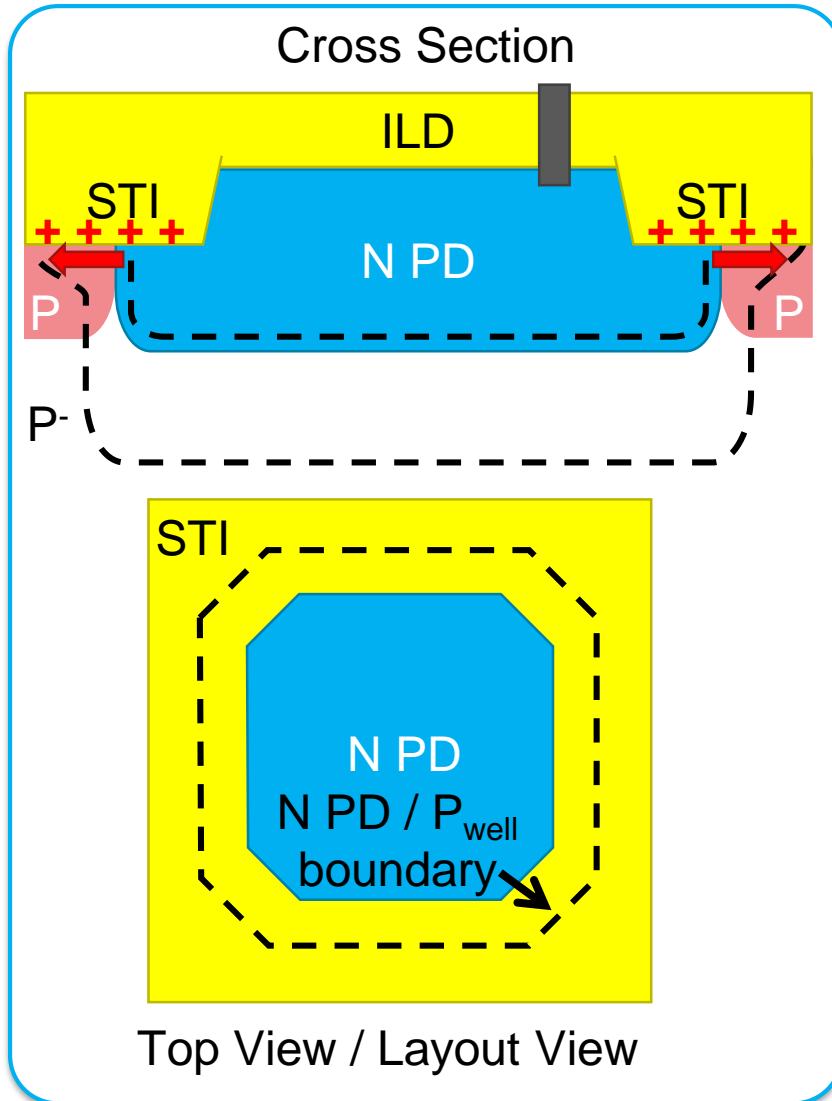 Cross Section
ILD
STI
STI
+ + + +
+ + + +
N PD
P
P
P-
STI
N PD
N PD / Pwell
boundary
Top View / Layout View